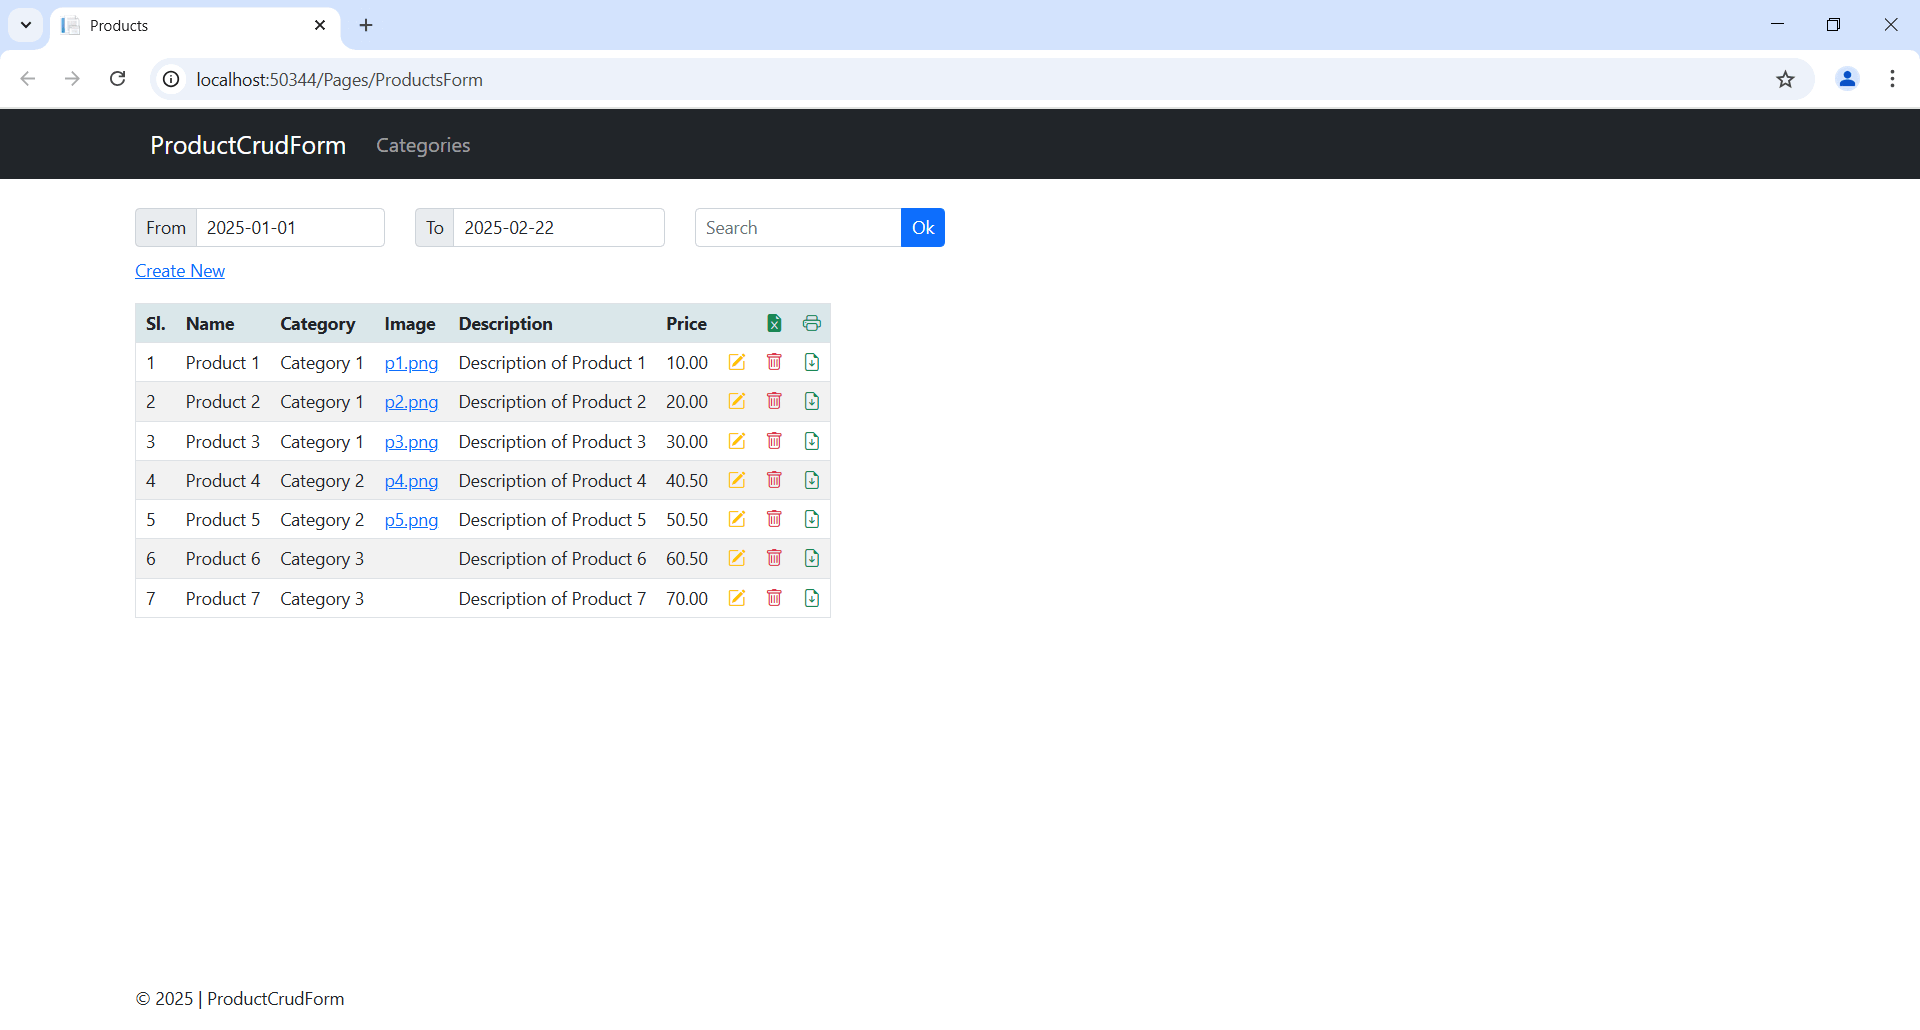 Products
localhost:50344/Pages/ProductsForm
ProductCrudForm Categories
From 2025-01-01 To 2025-02-22 Search Ok
Create New
Sl. Name Category Image Description Price
1 Product 1 Category 1 p1.png Description of Product 1 10.00
2 Product 2 Category 1 p2.png Description of Product 2 20.00
3 Product 3 Category 1 p3.png Description of Product 3 30.00
4 Product 4 Category 2 p4.png Description of Product 4 40.50
5 Product 5 Category 2 p5.png Description of Product 5 50.50
6 Product 6 Category 3 Description of Product 6 60.50
7 Product 7 Category 3 Description of Product 7 70.00
© 2025 | ProductCrudForm